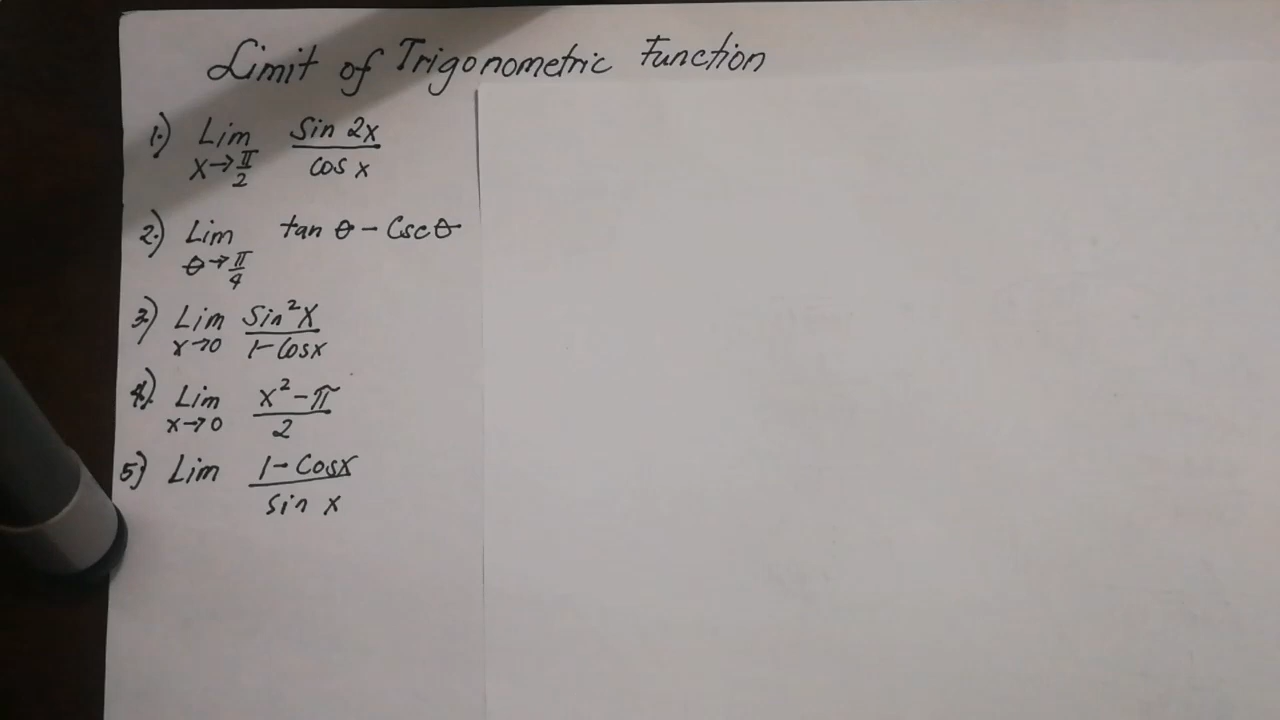 Limit of Trigonometric Function
1.) Lim x→π/2 sin 2x / cos x
2.) Lim θ→π/4 tan θ - Csc θ
3.) Lim x→0 Sin²x / 1-Cosx
4.) Lim x→0 x²-π / 2
5.) Lim 1-Cosx / sin x